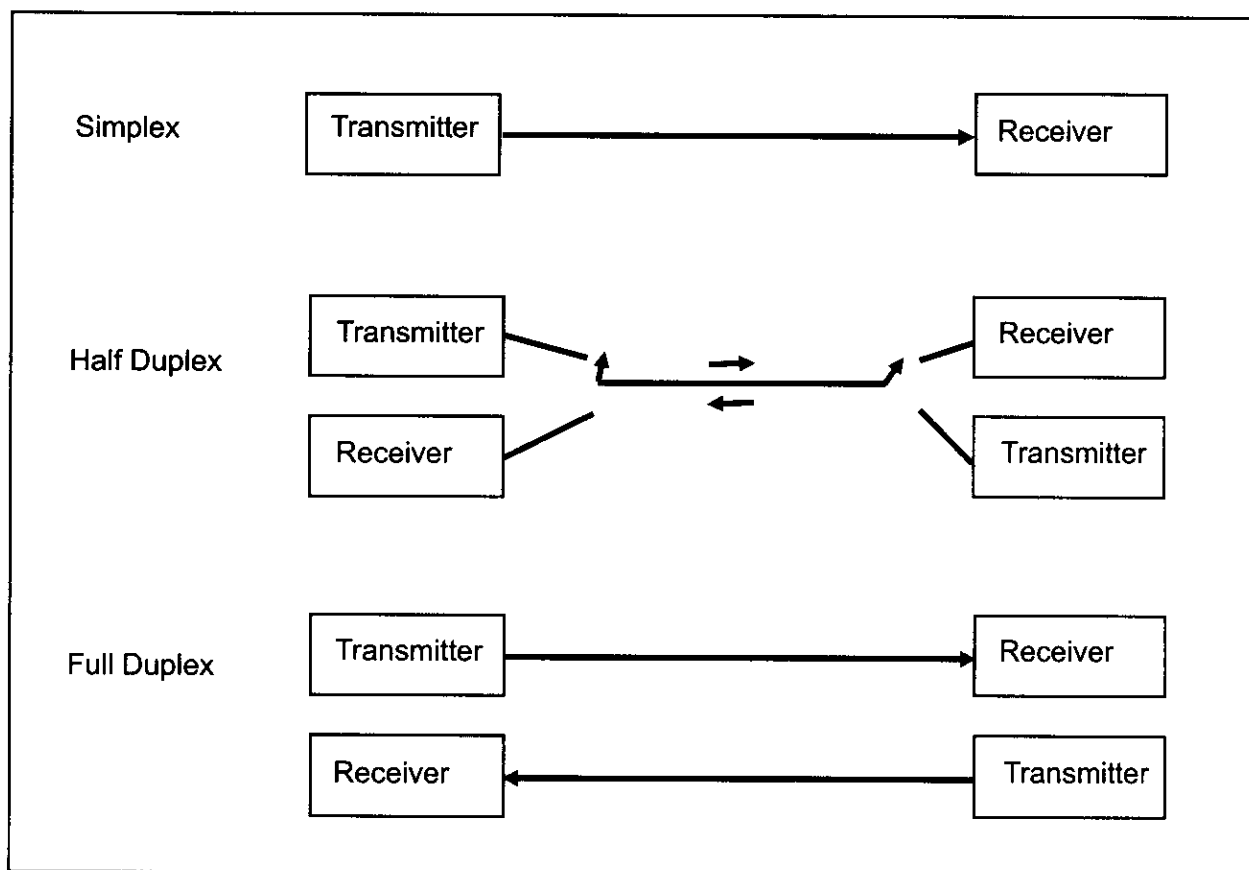 Simplex
Transmitter
Receiver
Transmitter
Receiver
Half Duplex
Receiver
Transmitter
Transmitter
Receiver
Full Duplex
Receiver
Transmitter